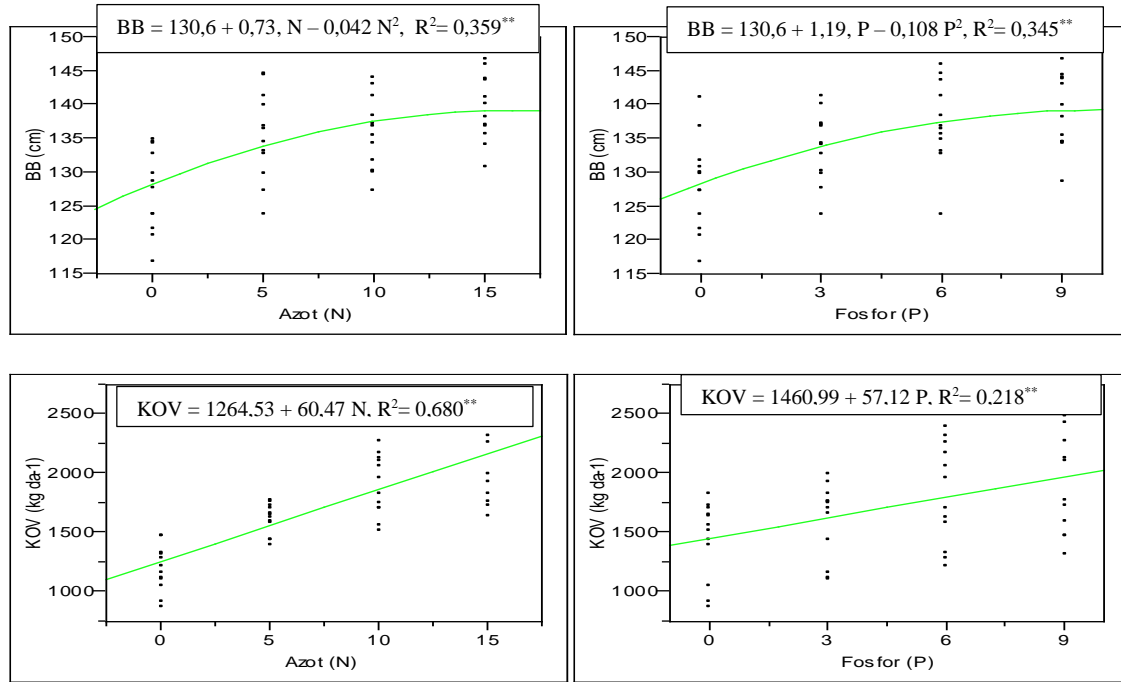 BB = 130,6 + 0,73, N – 0,042 N², R² = 0,359**
150
145
140
135
130
125
120
115
BB (cm)
0 5 10 15
Azot (N)
BB = 130,6 + 1,19, P – 0,108 P², R² = 0,345**
150
145
140
135
130
125
120
115
BB (cm)
0 3 6 9
Fosfor (P)
KOV = 1264.53 + 60.47 N, R²= 0.680**
2500
2000
1500
1000
KOV (kg da-1)
0 5 10 15
Azot (N)
KOV = 1460,99 + 57,12 P, R²= 0,218**
2500
2000
1500
1000
KOV (kg da-1)
0 3 6 9
Fosfor (P)